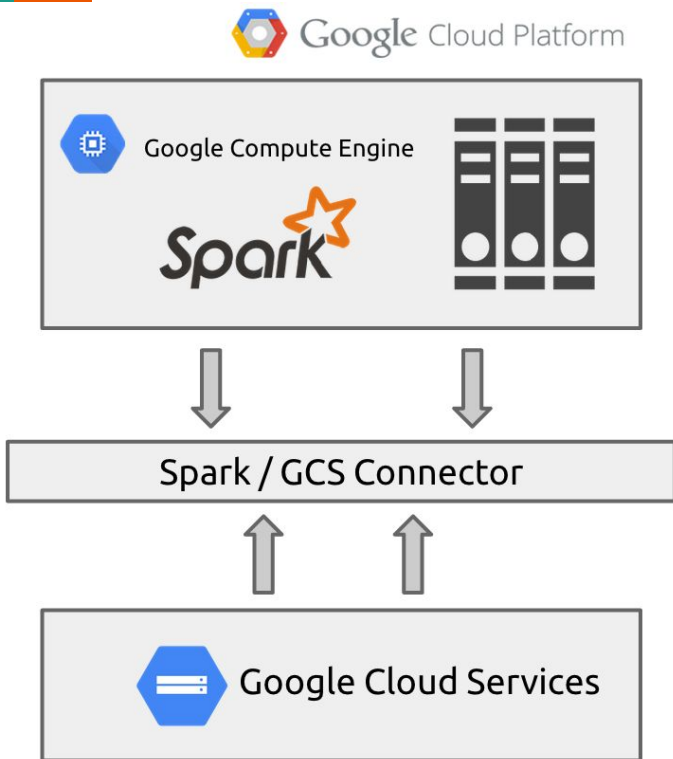 Google Cloud Platform
Google Compute Engine
Spark
Spark / GCS Connector
Google Cloud Services